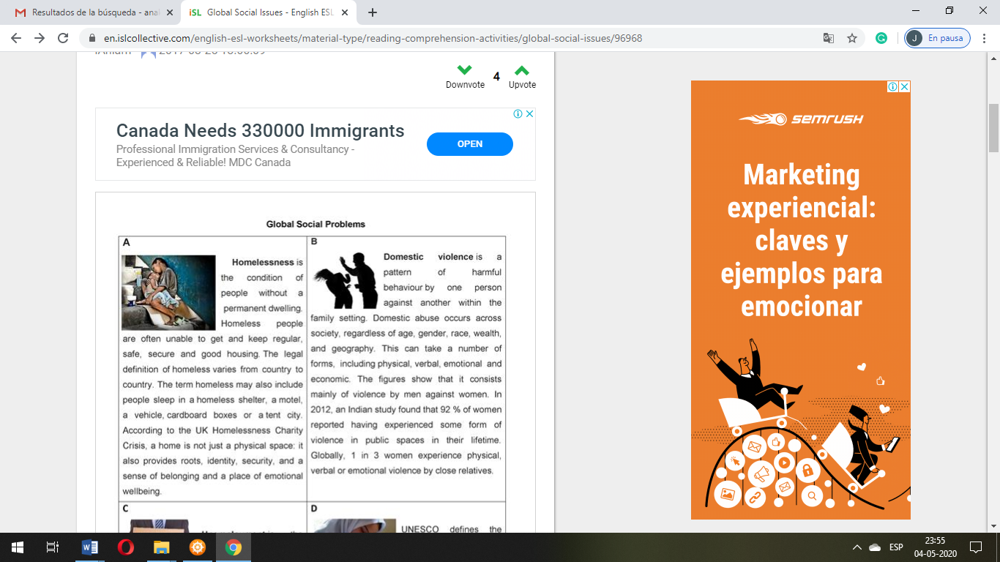 Resultados de la búsqueda - anal
iSL Global Social Issues - English ESL
en.islcollective.com/english-esl-worksheets/material-type/reading-comprehension-activities/global-social-issues/96968
J En pausa
Downvote 4 Upvote
Canada Needs 330000 Immigrants
Professional Immigration Services & Consultancy -
Experienced & Reliable! MDC Canada
OPEN
Global Social Problems
A
Homelessness is
the condition of
people without a
permanent dwelling.
Homeless people
are often unable to get and keep regular,
safe, secure and good housing. The legal
definition of homeless varies from country to
country. The term homeless may also include
people sleep in a homeless shelter, a motel,
a vehicle, cardboard boxes or a tent city.
According to the UK Homelessness Charity
Crisis, a home is not just a physical space: it
also provides roots, identity, security, and a
sense of belonging and a place of emotional
wellbeing.
B
Domestic violence is a
pattern of harmful
behaviour by one person
against another within the
family setting. Domestic abuse occurs across
society, regardless of age, gender, race, wealth,
and geography. This can take a number of
forms, including physical, verbal, emotional and
economic. The figures show that it consists
mainly of violence by men against women. In
2012, an Indian study found that 92 % of women
reported having experienced some form of
violence in public spaces in their lifetime.
Globally, 1 in 3 women experience physical,
verbal or emotional violence by close relatives.
C
D
UNESCO defines the
semrush
Marketing
experiencial:
claves y
ejemplos para
emocionar
ESP
23:55
04-05-2020